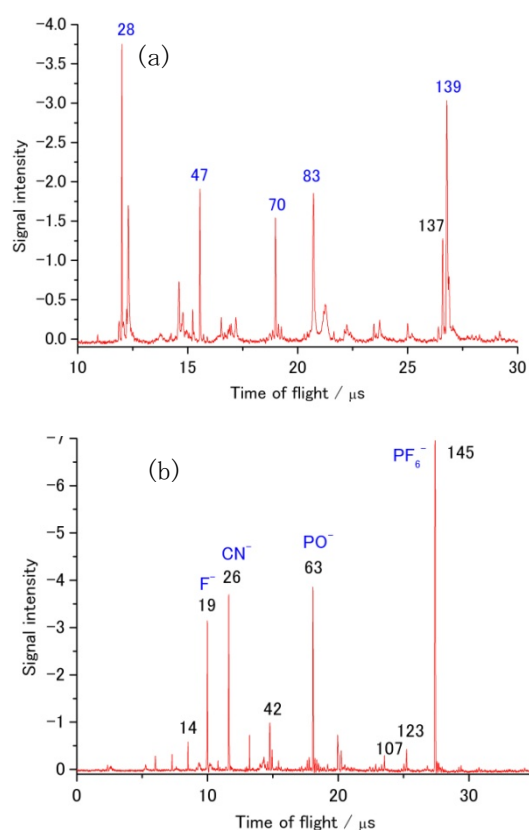 (a)
28
47
70
83
137
139
Signal intensity
-4.0
-3.5
-3.0
-2.5
-2.0
-1.5
-1.0
-0.5
0.0
10 15 20 25 30
Time of flight / μs
(b)
F⁻
19
CN⁻
26
PO⁻
63
PF₆⁻ 145
14
42
107
123
Signal intensity
-7
-6
-5
-4
-3
-2
-1
0
0 10 20 30
Time of flight / μs